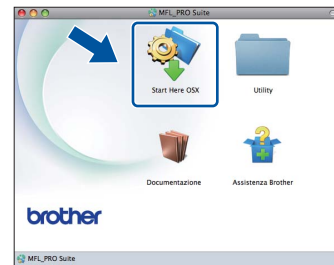 MFL_PRO Suite
Start Here OSX
Utility
Documentazione
Assistenza Brother
brother
MFL_PRO Suite